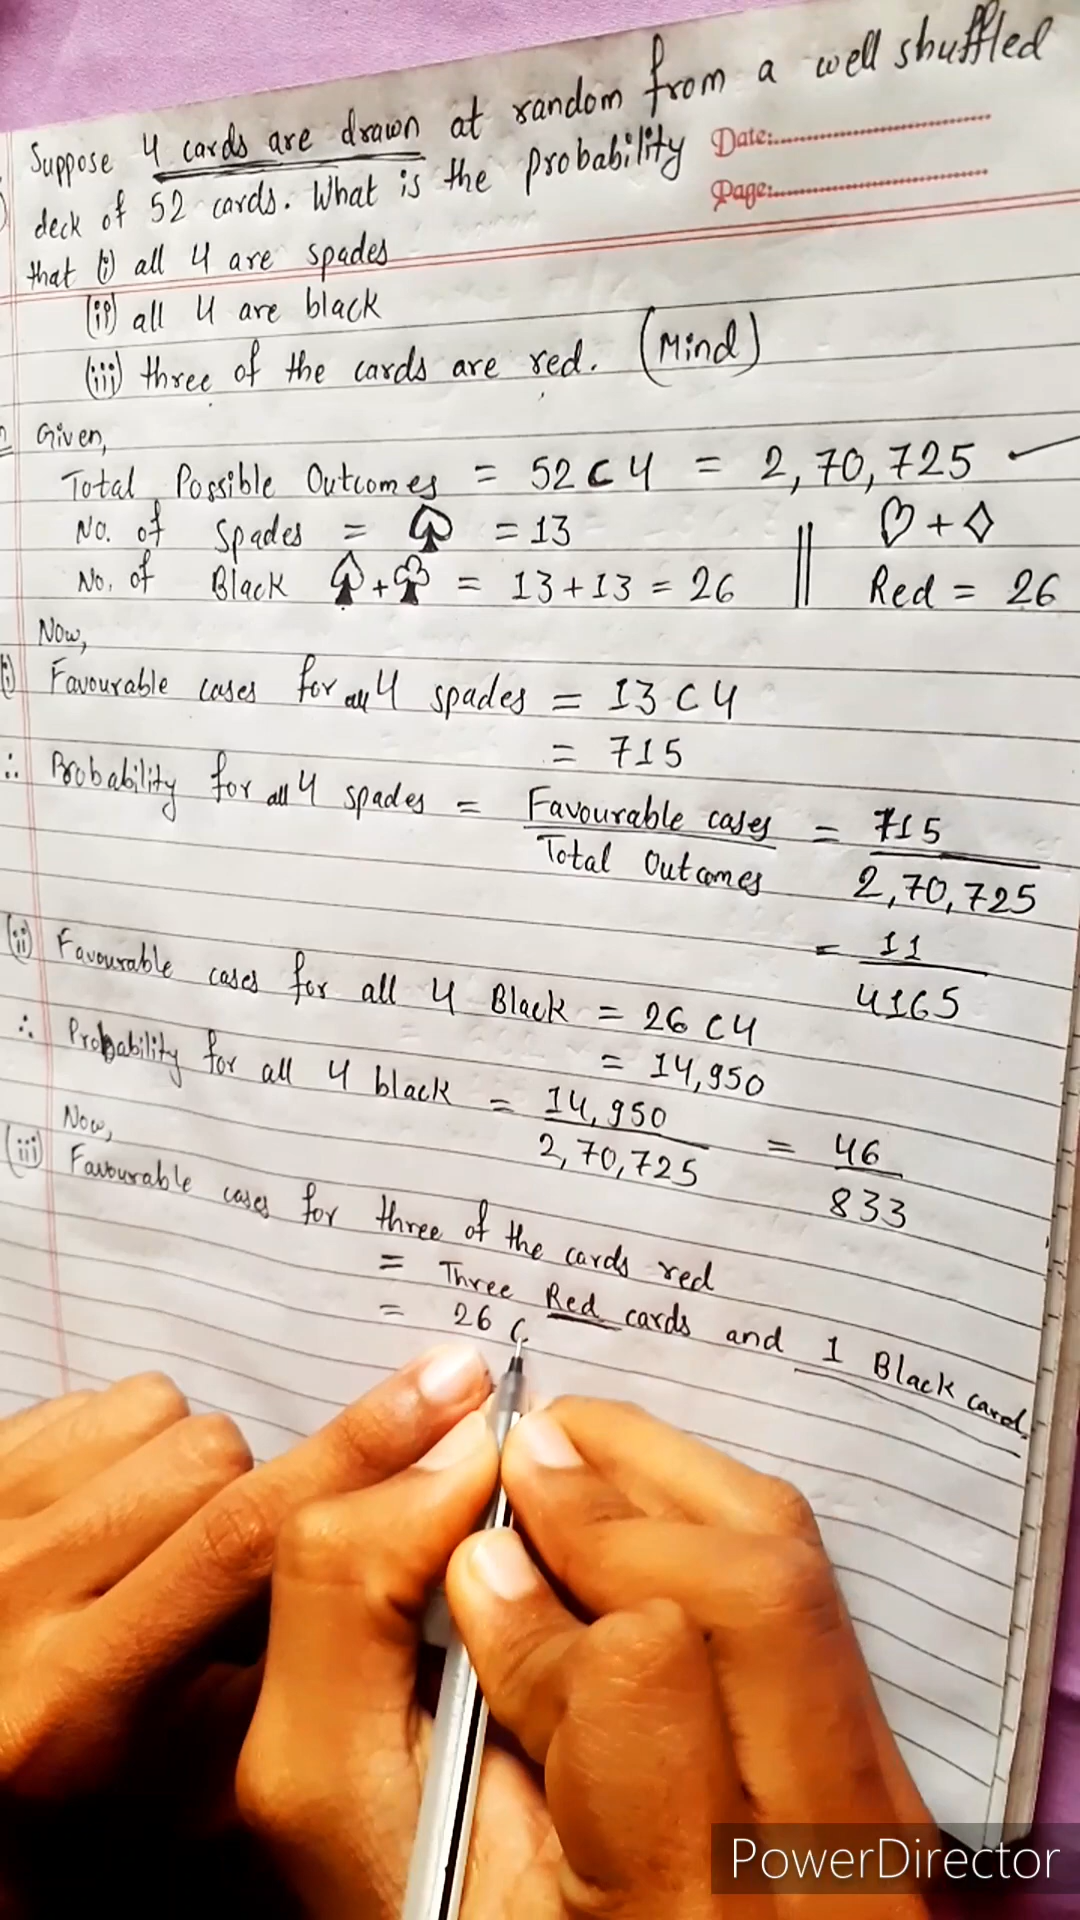 Suppose 4 cards are drawn at random from a well shuffled
Date:
deck of 52 cards. What is the probability
Page:
that (i) all 4 are spades
(ii) all 4 are black
(iii) three of the cards are red. (Mind)
Given,
Total Possible Outcomes = 52C4 = 2,70,725
No. of Spades = ♤ = 13 ♡ + ♢
No. of Black ♤ + ♧ = 13+13 = 26 || Red = 26
Now,
(i) Favourable cases for all 4 spades = 13C4
= 715
∴ Probability for all 4 spades = Favourable cases / Total Outcomes = 715 / 2,70,725
= 11 / 4165
(ii) Favourable cases for all 4 Black = 26C4
= 14,950
∴ Probability for all 4 black = 14,950 / 2,70,725 = 46 / 833
Now,
(iii) Favourable cases for three of the cards red
= Three Red cards and 1 Black card.
= 26 C
PowerDirector